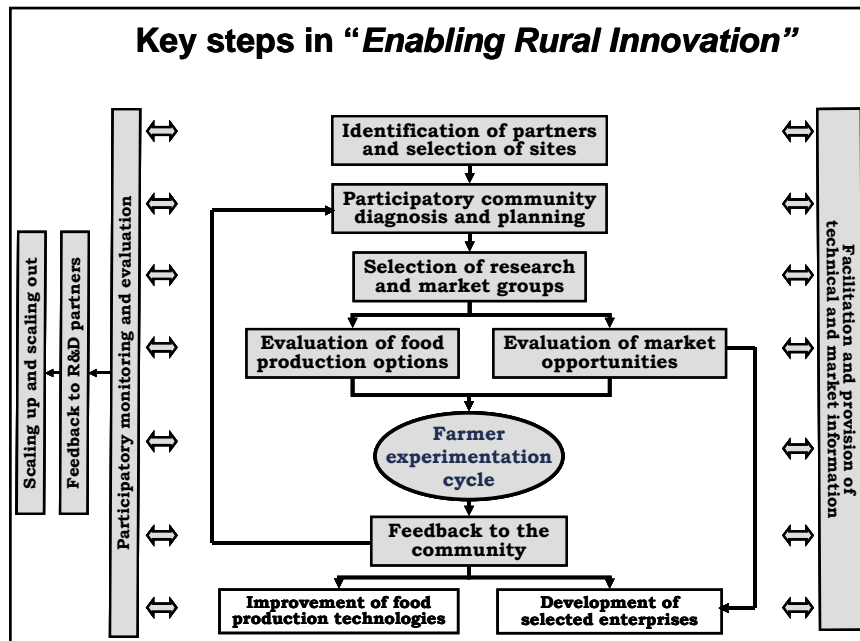 Key steps in “Enabling Rural Innovation”
Identification of partners
and selection of sites
Participatory community
diagnosis and planning
Selection of research
and market groups
Evaluation of food
production options
Evaluation of market
opportunities
Farmer
experimentation
cycle
Feedback to the
community
Improvement of food
production technologies
Development of
selected enterprises
Scaling up and scaling out
Feedback to R&D partners
Participatory monitoring and evaluation
Facilitation and provision of
technical and market information